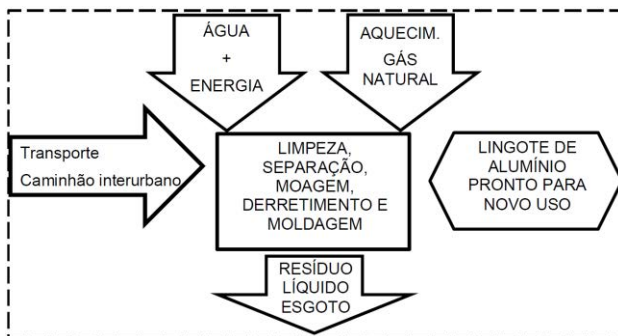 ÁGUA
+
ENERGIA
AQUECIM.
GÁS
NATURAL
Transporte
Caminhão interurbano
LIMPEZA,
SEPARAÇÃO,
MOAGEM,
DERRETIMENTO E
MOLDAGEM
LINGOTE DE
ALUMÍNIO
PRONTO PARA
NOVO USO
RESÍDUO
LÍQUIDO
ESGOTO